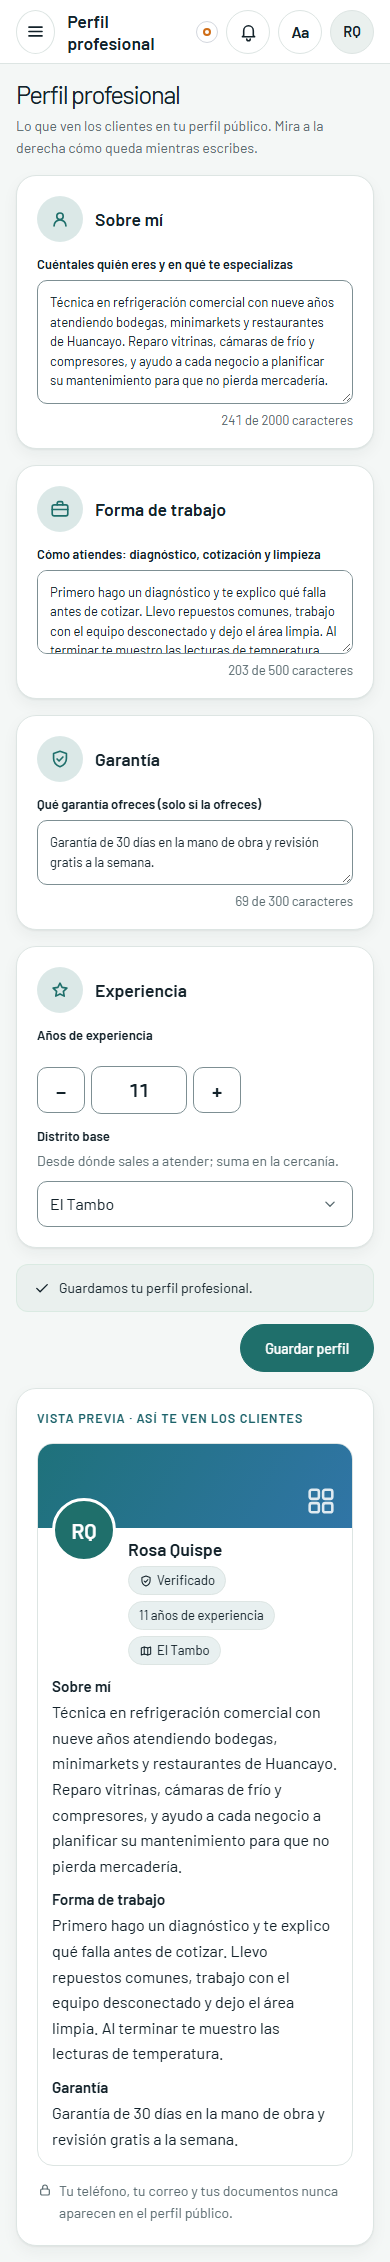 Perfil
profesional
Aa
RQ
Perfil profesional
Lo que ven los clientes en tu perfil público. Mira a la
derecha cómo queda mientras escribes.
Sobre mí
Cuéntales quién eres y en qué te especializas
Técnica en refrigeración comercial con nueve años
atendiendo bodegas, minimarkets y restaurantes
de Huancayo. Reparo vitrinas, cámaras de frío y
compresores, y ayudo a cada negocio a planificar
su mantenimiento para que no pierda mercadería.
241 de 2000 caracteres
Forma de trabajo
Cómo atiendes: diagnóstico, cotización y limpieza
Primero hago un diagnóstico y te explico qué falla
antes de cotizar. Llevo repuestos comunes, trabajo
con el equipo desconectado y dejo el área limpia. Al
terminar te muestro las lecturas de temperatura.
203 de 500 caracteres
Garantía
Qué garantía ofreces (solo si la ofreces)
Garantía de 30 días en la mano de obra y revisión
gratis a la semana.
69 de 300 caracteres
Experiencia
Años de experiencia
– 11 +
Distrito base
Desde dónde sales a atender; suma en la cercanía.
El Tambo
Guardamos tu perfil profesional.
Guardar perfil
VISTA PREVIA · ASÍ TE VEN LOS CLIENTES
RQ
Rosa Quispe
Verificado
11 años de experiencia
El Tambo
Sobre mí
Técnica en refrigeración comercial con
nueve años atendiendo bodegas,
minimarkets y restaurantes de Huancayo.
Reparo vitrinas, cámaras de frío y
compresores, y ayudo a cada negocio a
planificar su mantenimiento para que no
pierda mercadería.
Forma de trabajo
Primero hago un diagnóstico y te explico
qué falla antes de cotizar. Llevo
repuestos comunes, trabajo con el
equipo desconectado y dejo el área
limpia. Al terminar te muestro las
lecturas de temperatura.
Garantía
Garantía de 30 días en la mano de obra y
revisión gratis a la semana.
Tu teléfono, tu correo y tus documentos nunca
aparecen en el perfil público.